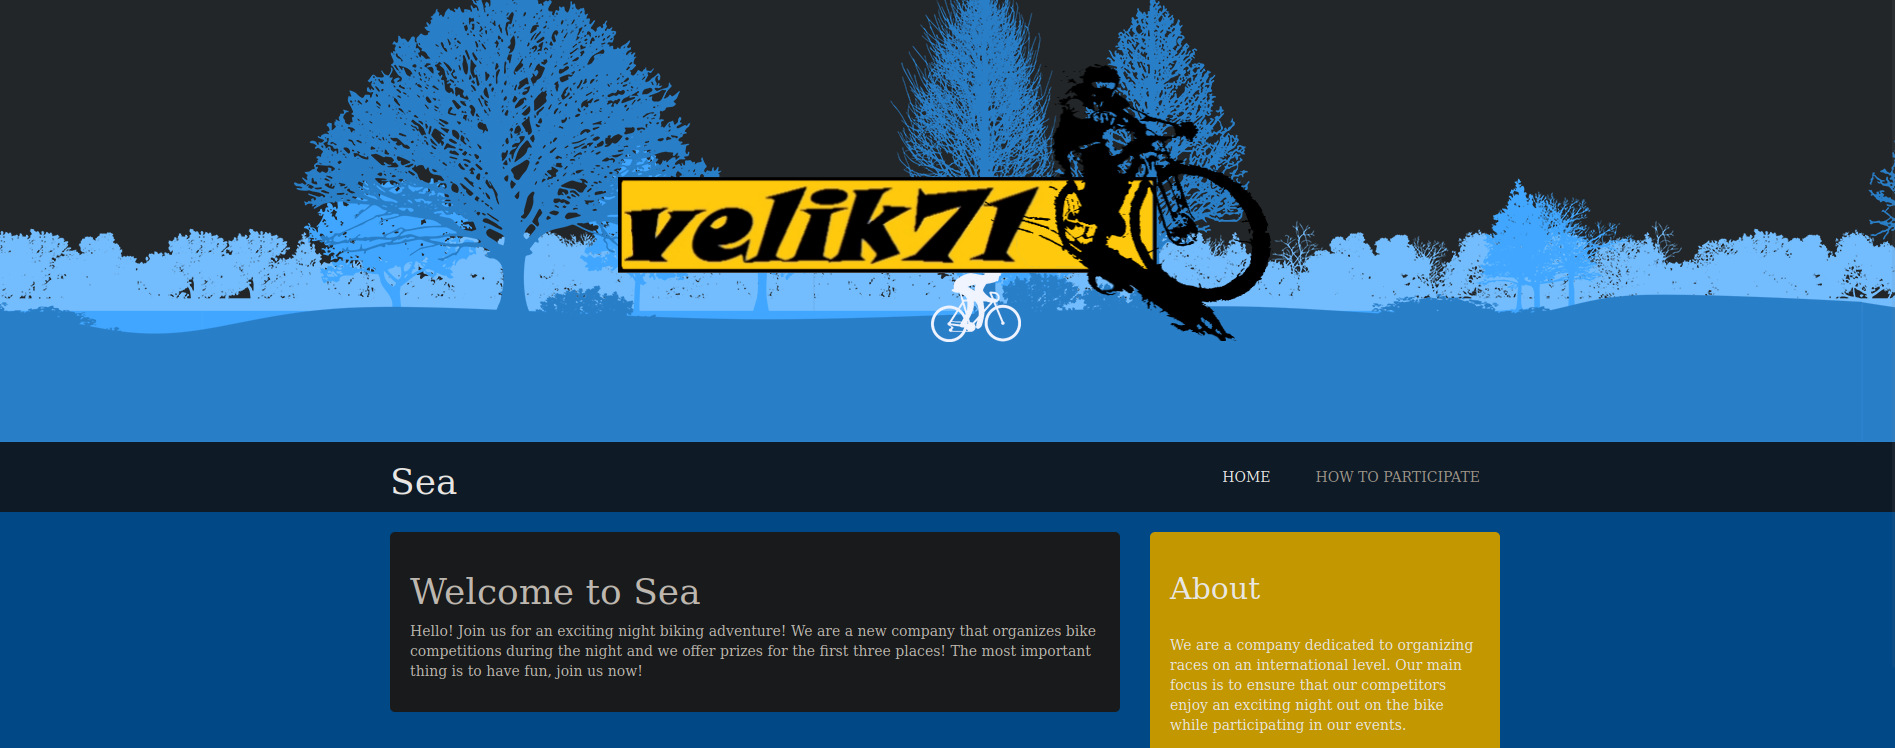 velik71
Sea
HOME
HOW TO PARTICIPATE
Welcome to Sea
Hello! Join us for an exciting night biking adventure! We are a new company that organizes bike
competitions during the night and we offer prizes for the first three places! The most important
thing is to have fun, join us now!
About
We are a company dedicated to organizing
races on an international level. Our main
focus is to ensure that our competitors
enjoy an exciting night out on the bike
while participating in our events.